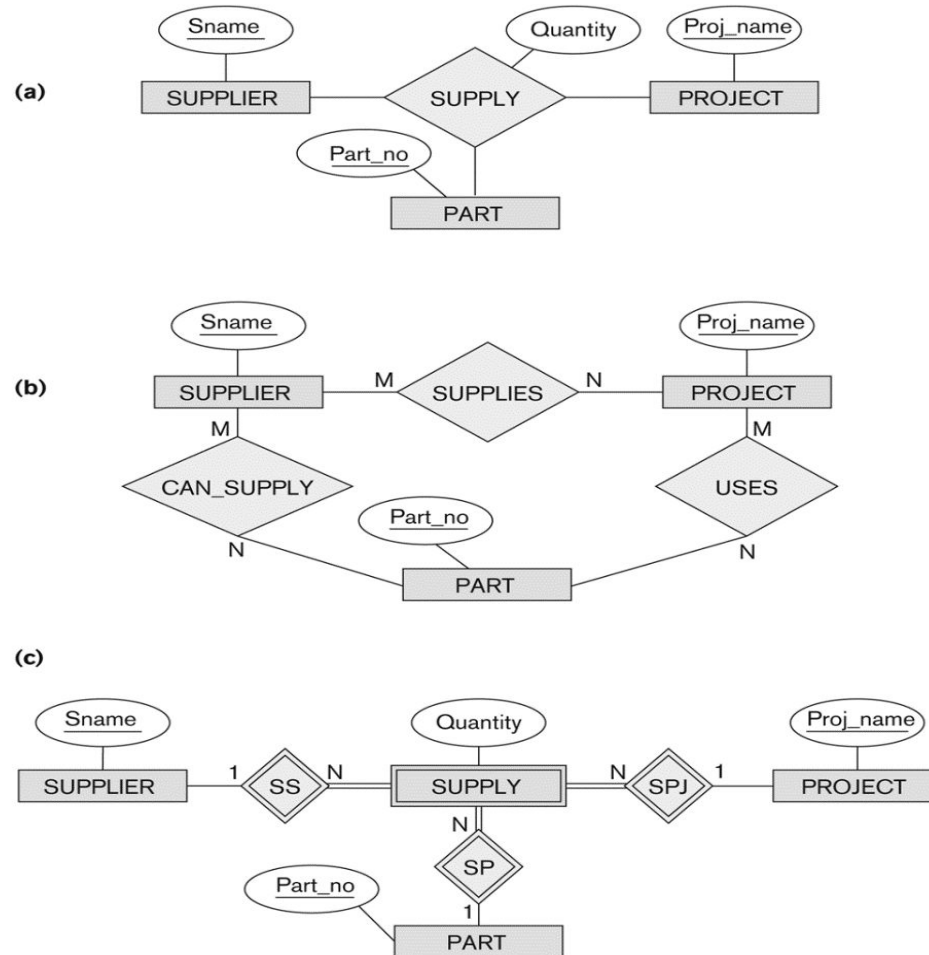 Sname
Quantity
Proj_name
(a)
SUPPLIER
SUPPLY
PROJECT
Part_no
PART
Sname
Proj_name
(b)
SUPPLIER
M
SUPPLIES
N
PROJECT
M
M
CAN_SUPPLY
USES
Part_no
N
N
PART
(c)
Sname
Quantity
Proj_name
SUPPLIER
1
SS
N
SUPPLY
N
SPJ
1
PROJECT
N
SP
Part_no
1
PART